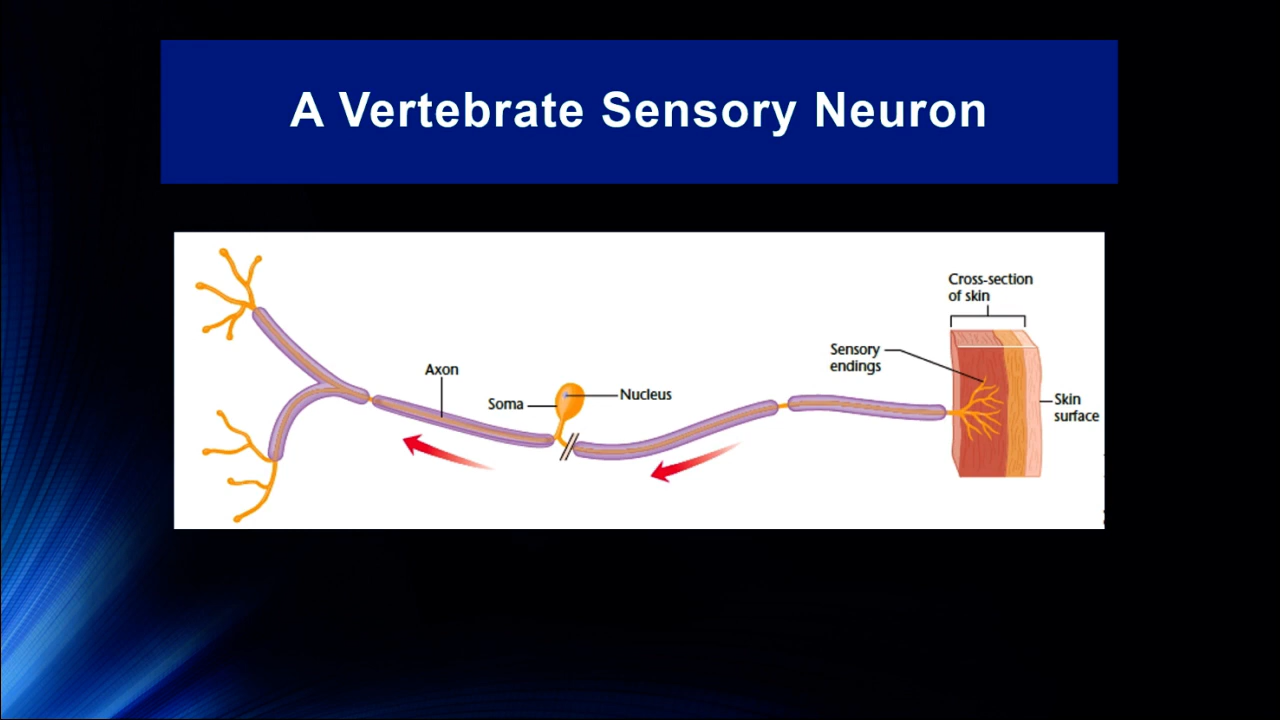 A Vertebrate Sensory Neuron
Cross-section
of skin
Sensory
endings
Axon
Nucleus
Soma
Skin
surface